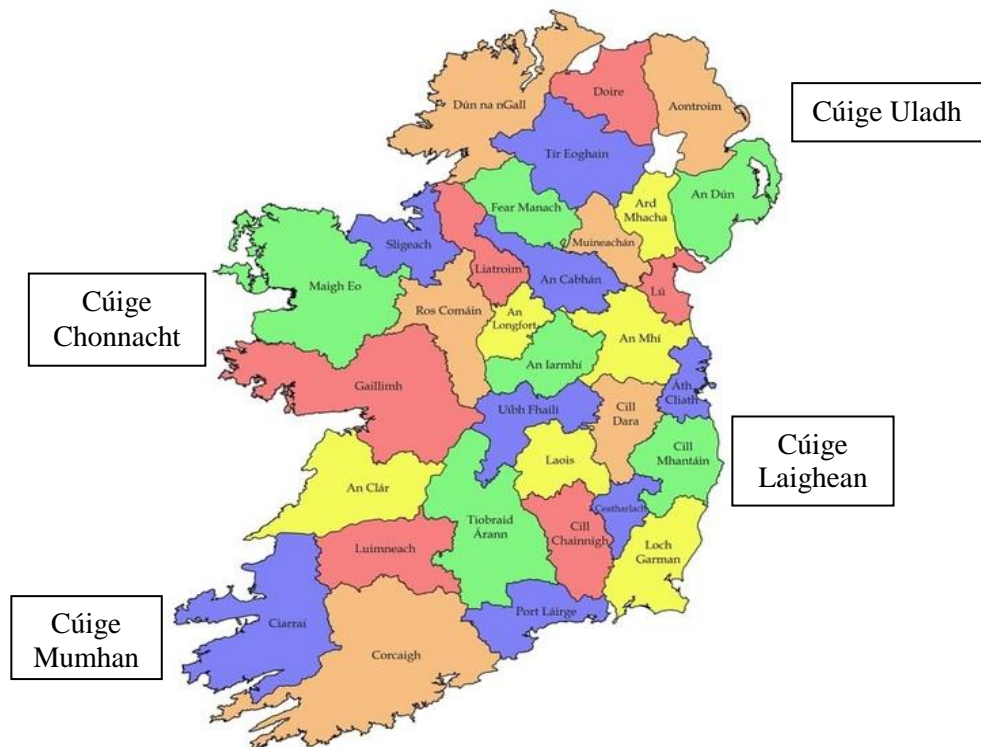 Dún na nGall
Doire
Aontroim
Cúige Uladh
Tír Eoghain
Fear Manach
Ard
Mhacha
An Dún
Muineachán
Sligeach
Liatroim
An Cabhán
Lú
Maigh Eo
Cúige
Chonnacht
Ros Comáin
An
Longfort
An Mhí
An Iarmhí
Gaillimh
Áth
Cliath
Uíbh Fhailí
Cill
Dara
Cill
Mhantáin
Cúige
Laighean
Laois
An Clár
Tiobraid
Árann
Cill
Chainnigh
Ceatharlach
Loch
Garman
Luimneach
Port Láirge
Cúige
Mumhan
Ciarraí
Corcaigh